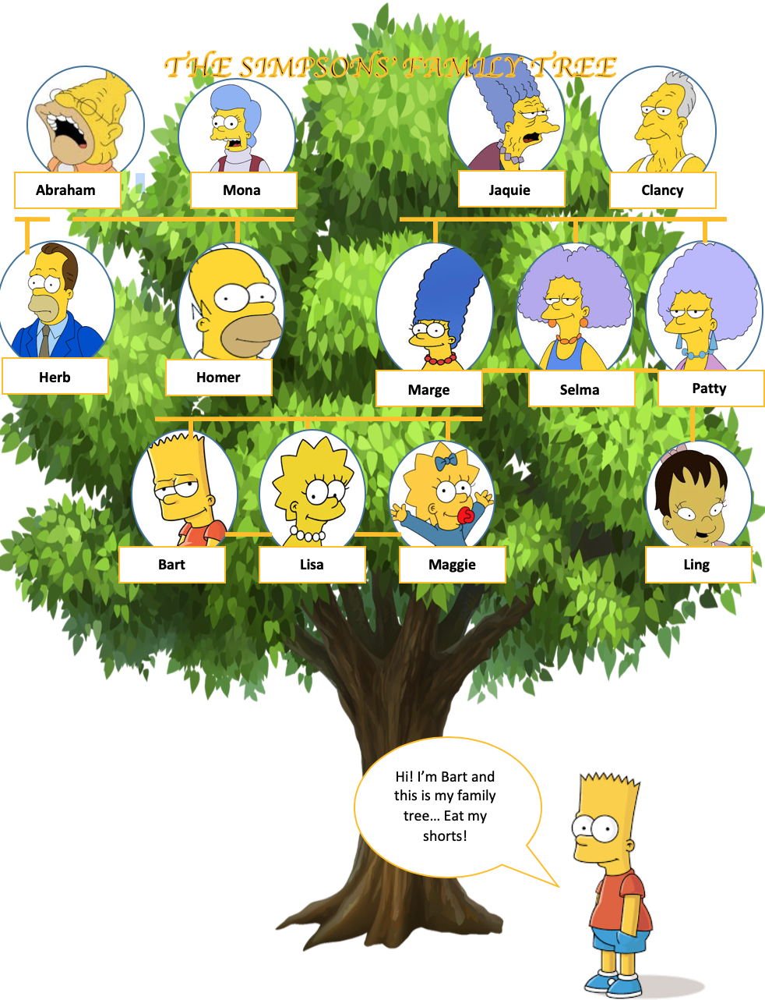 THE SIMPSONS' FAMILY TREE
Abraham
Mona
Jaquie
Clancy
Herb
Homer
Marge
Selma
Patty
Bart
Lisa
Maggie
Ling
Hi! I'm Bart and
this is my family
tree... Eat my
shorts!